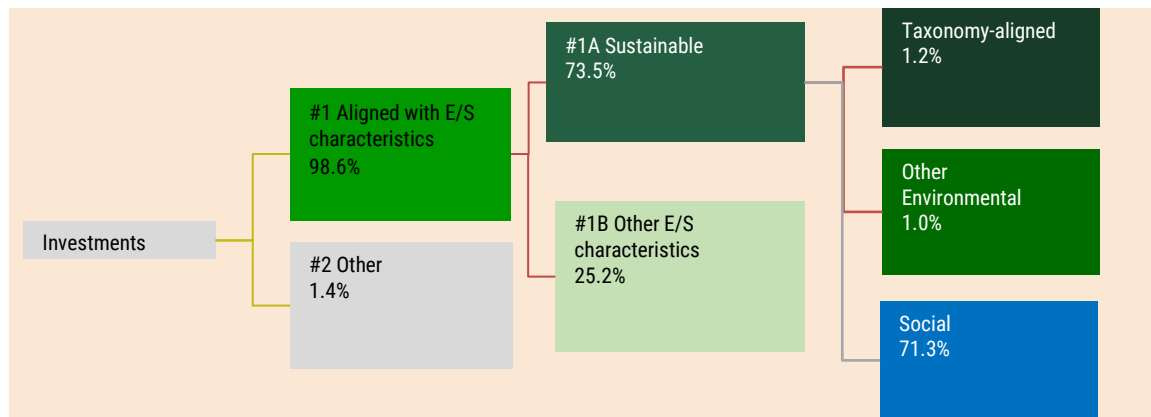 Investments
#1 Aligned with E/S
characteristics
98.6%
#2 Other
1.4%
#1A Sustainable
73.5%
#1B Other E/S
characteristics
25.2%
Taxonomy-aligned
1.2%
Other
Environmental
1.0%
Social
71.3%